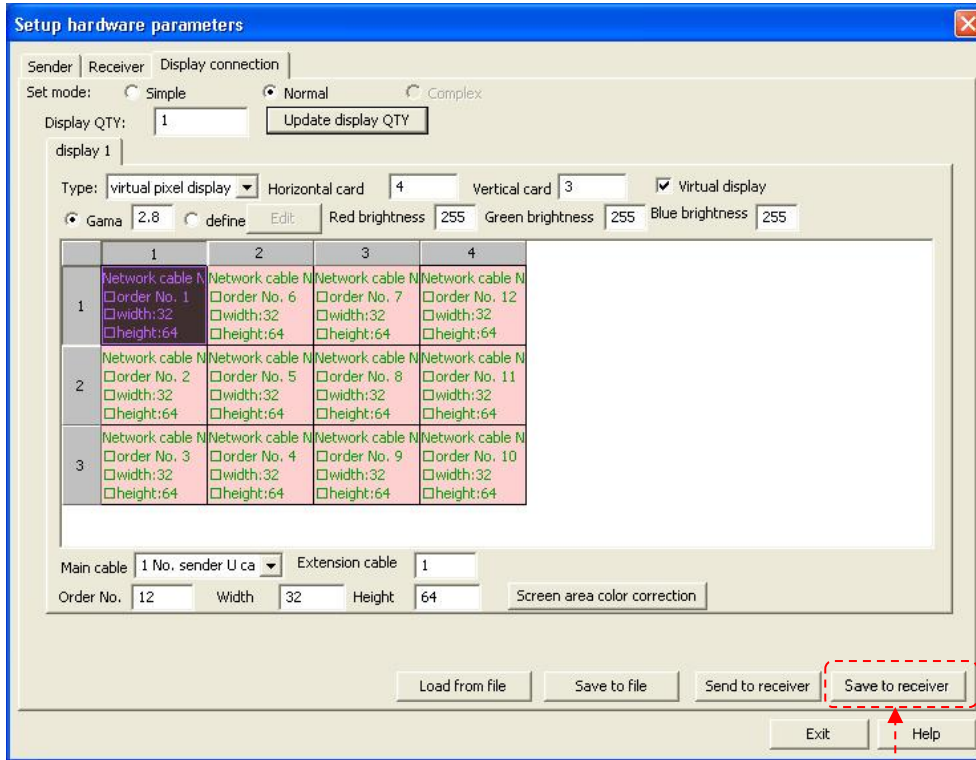 Setup hardware parameters
Sender Receiver Display connection
Set mode: Simple Normal Complex
Display QTY: 1 Update display QTY
display 1
Type: virtual pixel display Horizontal card 4 Vertical card 3 Virtual display
Gama 2.8 define Edit Red brightness 255 Green brightness 255 Blue brightness 255
1 2 3 4
Network cable N Network cable N Network cable N Network cable N
1 order No. 1 order No. 6 order No. 7 order No. 12
width:32 width:32 width:32 width:32
height:64 height:64 height:64 height:64
Network cable N Network cable N Network cable N Network cable N
2 order No. 2 order No. 5 order No. 8 order No. 11
width:32 width:32 width:32 width:32
height:64 height:64 height:64 height:64
Network cable N Network cable N Network cable N Network cable N
3 order No. 3 order No. 4 order No. 9 order No. 10
width:32 width:32 width:32 width:32
height:64 height:64 height:64 height:64
Main cable 1 No. sender U ca Extension cable 1
Order No. 12 Width 32 Height 64 Screen area color correction
Load from file Save to file Send to receiver Save to receiver
Exit Help